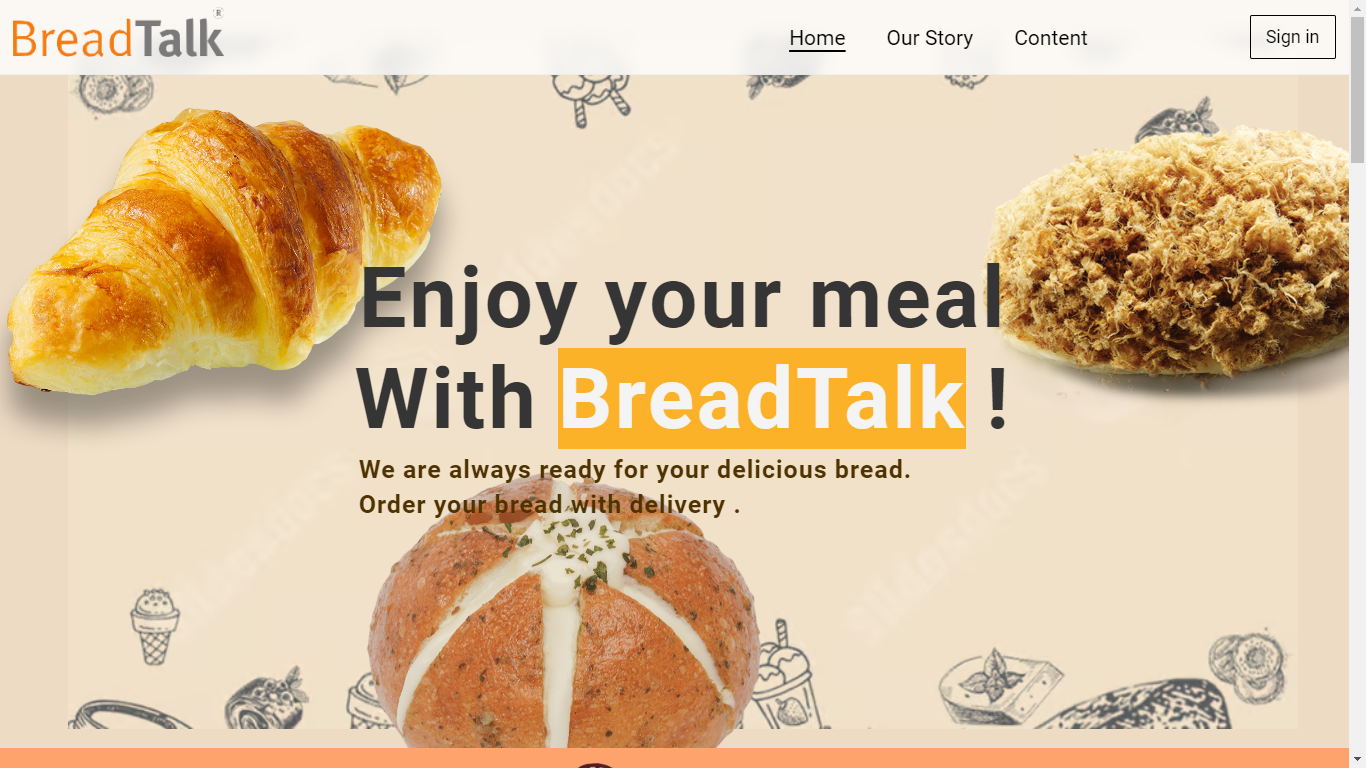 BreadTalk®
Home Our Story Content Sign in
Enjoy your meal
With BreadTalk !
We are always ready for your delicious bread.
Order your bread with delivery .